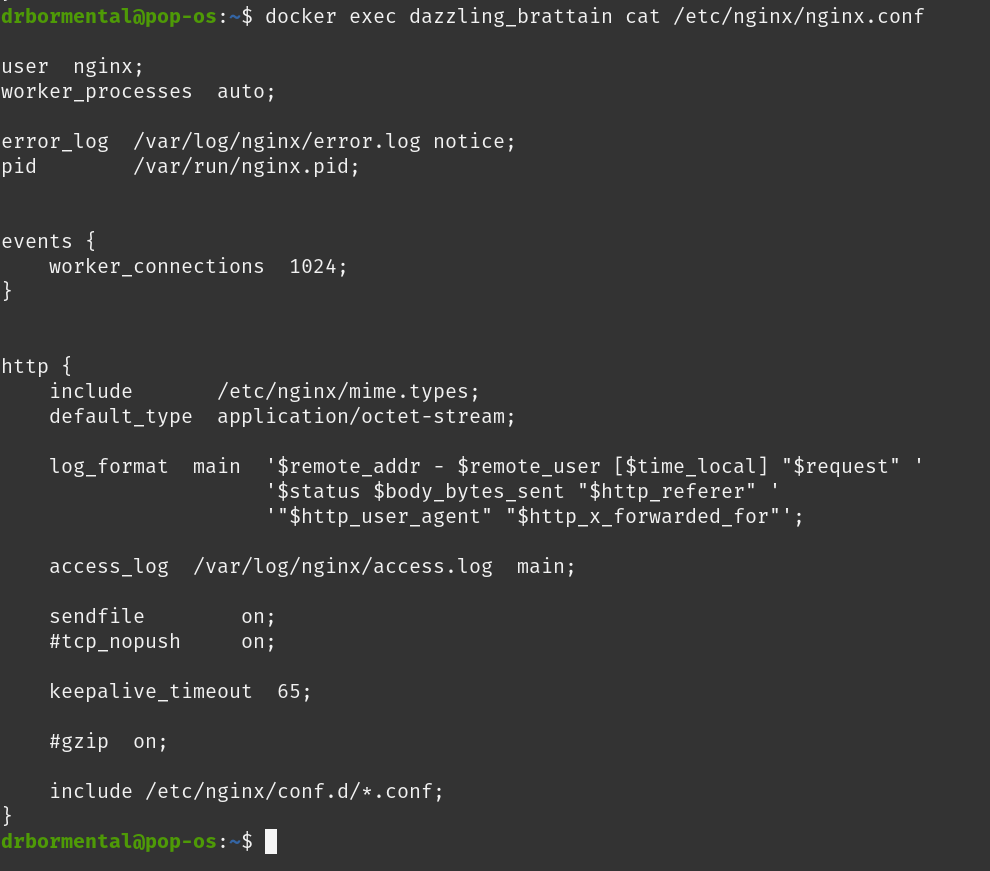 drbormental@pop-os:~$ docker exec dazzling_brattain cat /etc/nginx/nginx.conf

user  nginx;
worker_processes  auto;

error_log  /var/log/nginx/error.log notice;
pid        /var/run/nginx.pid;


events {
    worker_connections  1024;
}


http {
    include       /etc/nginx/mime.types;
    default_type  application/octet-stream;

    log_format  main  '$remote_addr - $remote_user [$time_local] "$request" '
                      '$status $body_bytes_sent "$http_referer" '
                      '"$http_user_agent" "$http_x_forwarded_for"';

    access_log  /var/log/nginx/access.log  main;

    sendfile        on;
    #tcp_nopush     on;

    keepalive_timeout  65;

    #gzip  on;

    include /etc/nginx/conf.d/*.conf;
}
drbormental@pop-os:~$